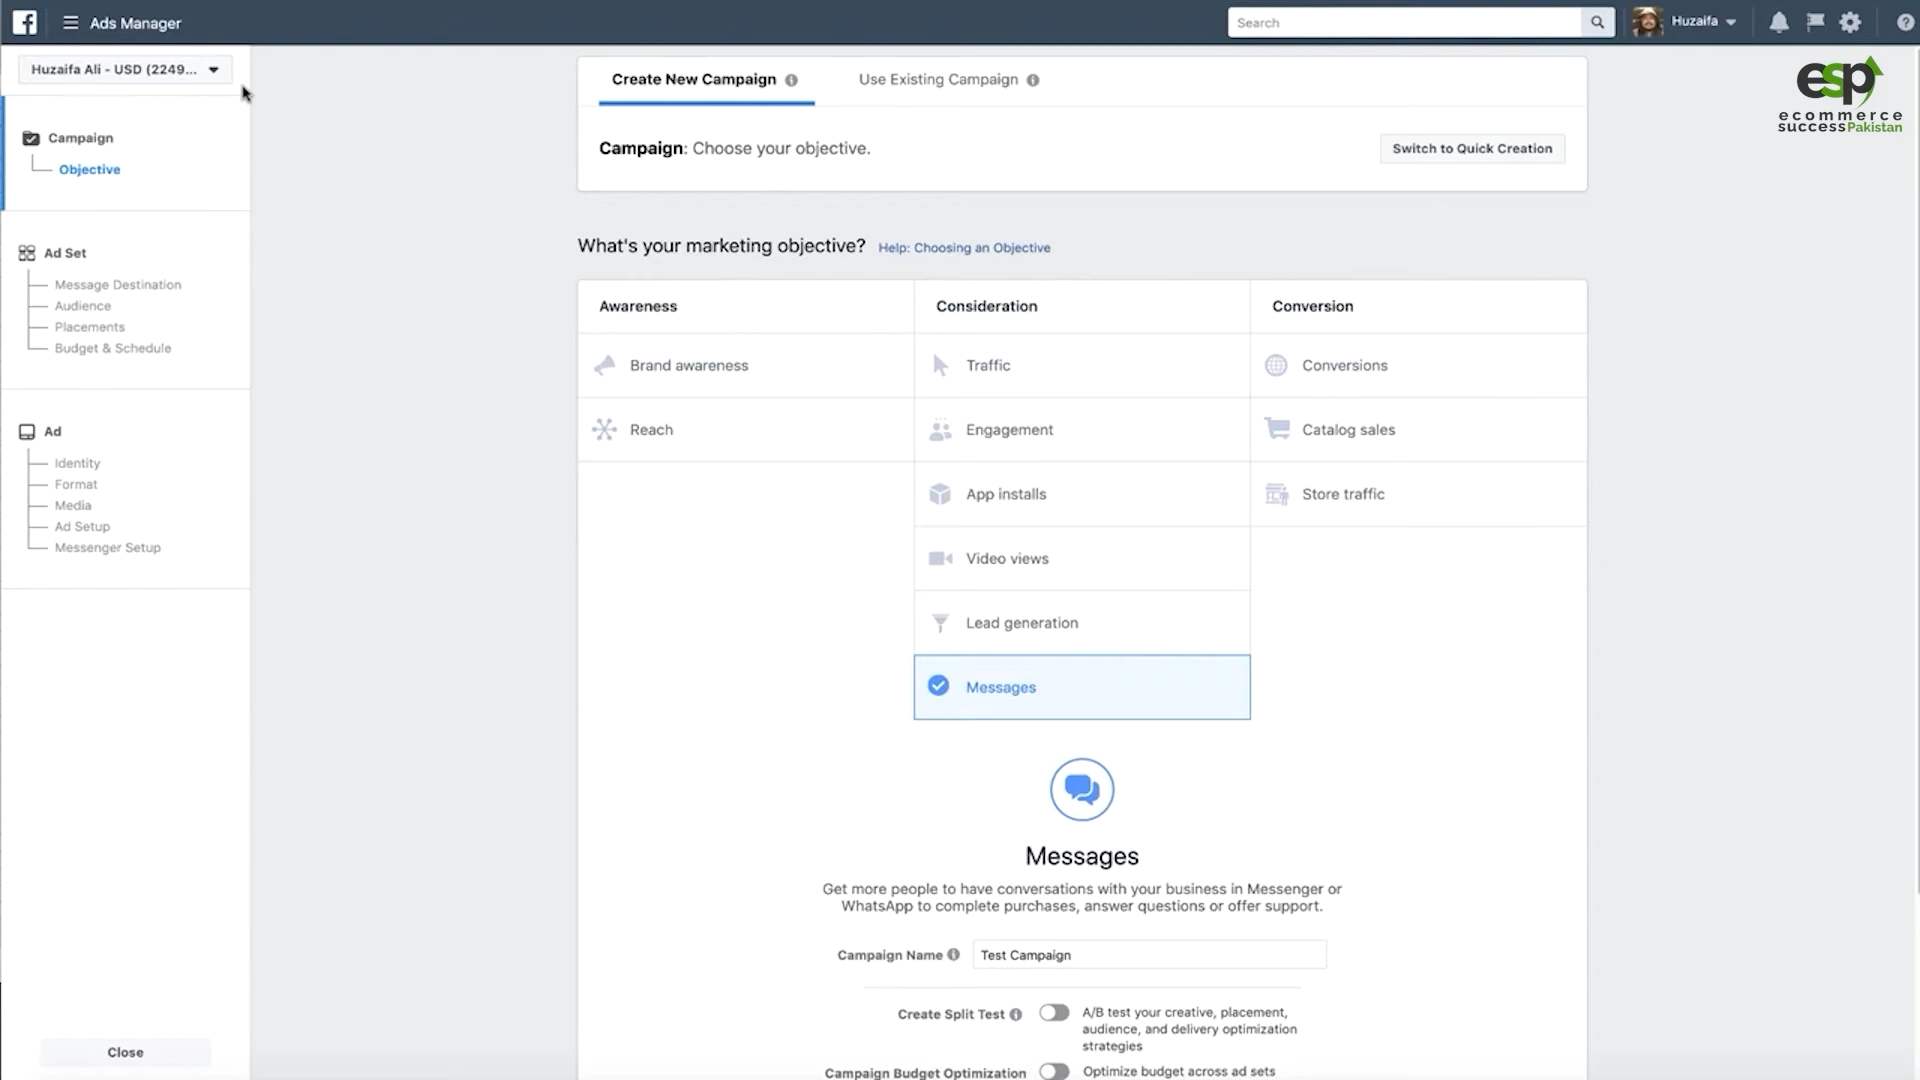 Ads Manager
Search
Huzaifa
Huzaifa Ali - USD (2249...
Create New Campaign
Use Existing Campaign
esp
ecommerce
successPakistan
Campaign
Objective
Campaign: Choose your objective.
Switch to Quick Creation
Ad Set
Message Destination
Audience
Placements
Budget & Schedule
Ad
Identity
Format
Media
Ad Setup
Messenger Setup
Close
What's your marketing objective? Help: Choosing an Objective
Awareness
Brand awareness
Reach
Consideration
Traffic
Engagement
App installs
Video views
Lead generation
Messages
Conversion
Conversions
Catalog sales
Store traffic
Messages
Get more people to have conversations with your business in Messenger or
WhatsApp to complete purchases, answer questions or offer support.
Campaign Name
Test Campaign
Create Split Test
A/B test your creative, placement,
audience, and delivery optimization
strategies
Campaign Budget Optimization
Optimize budget across ad sets